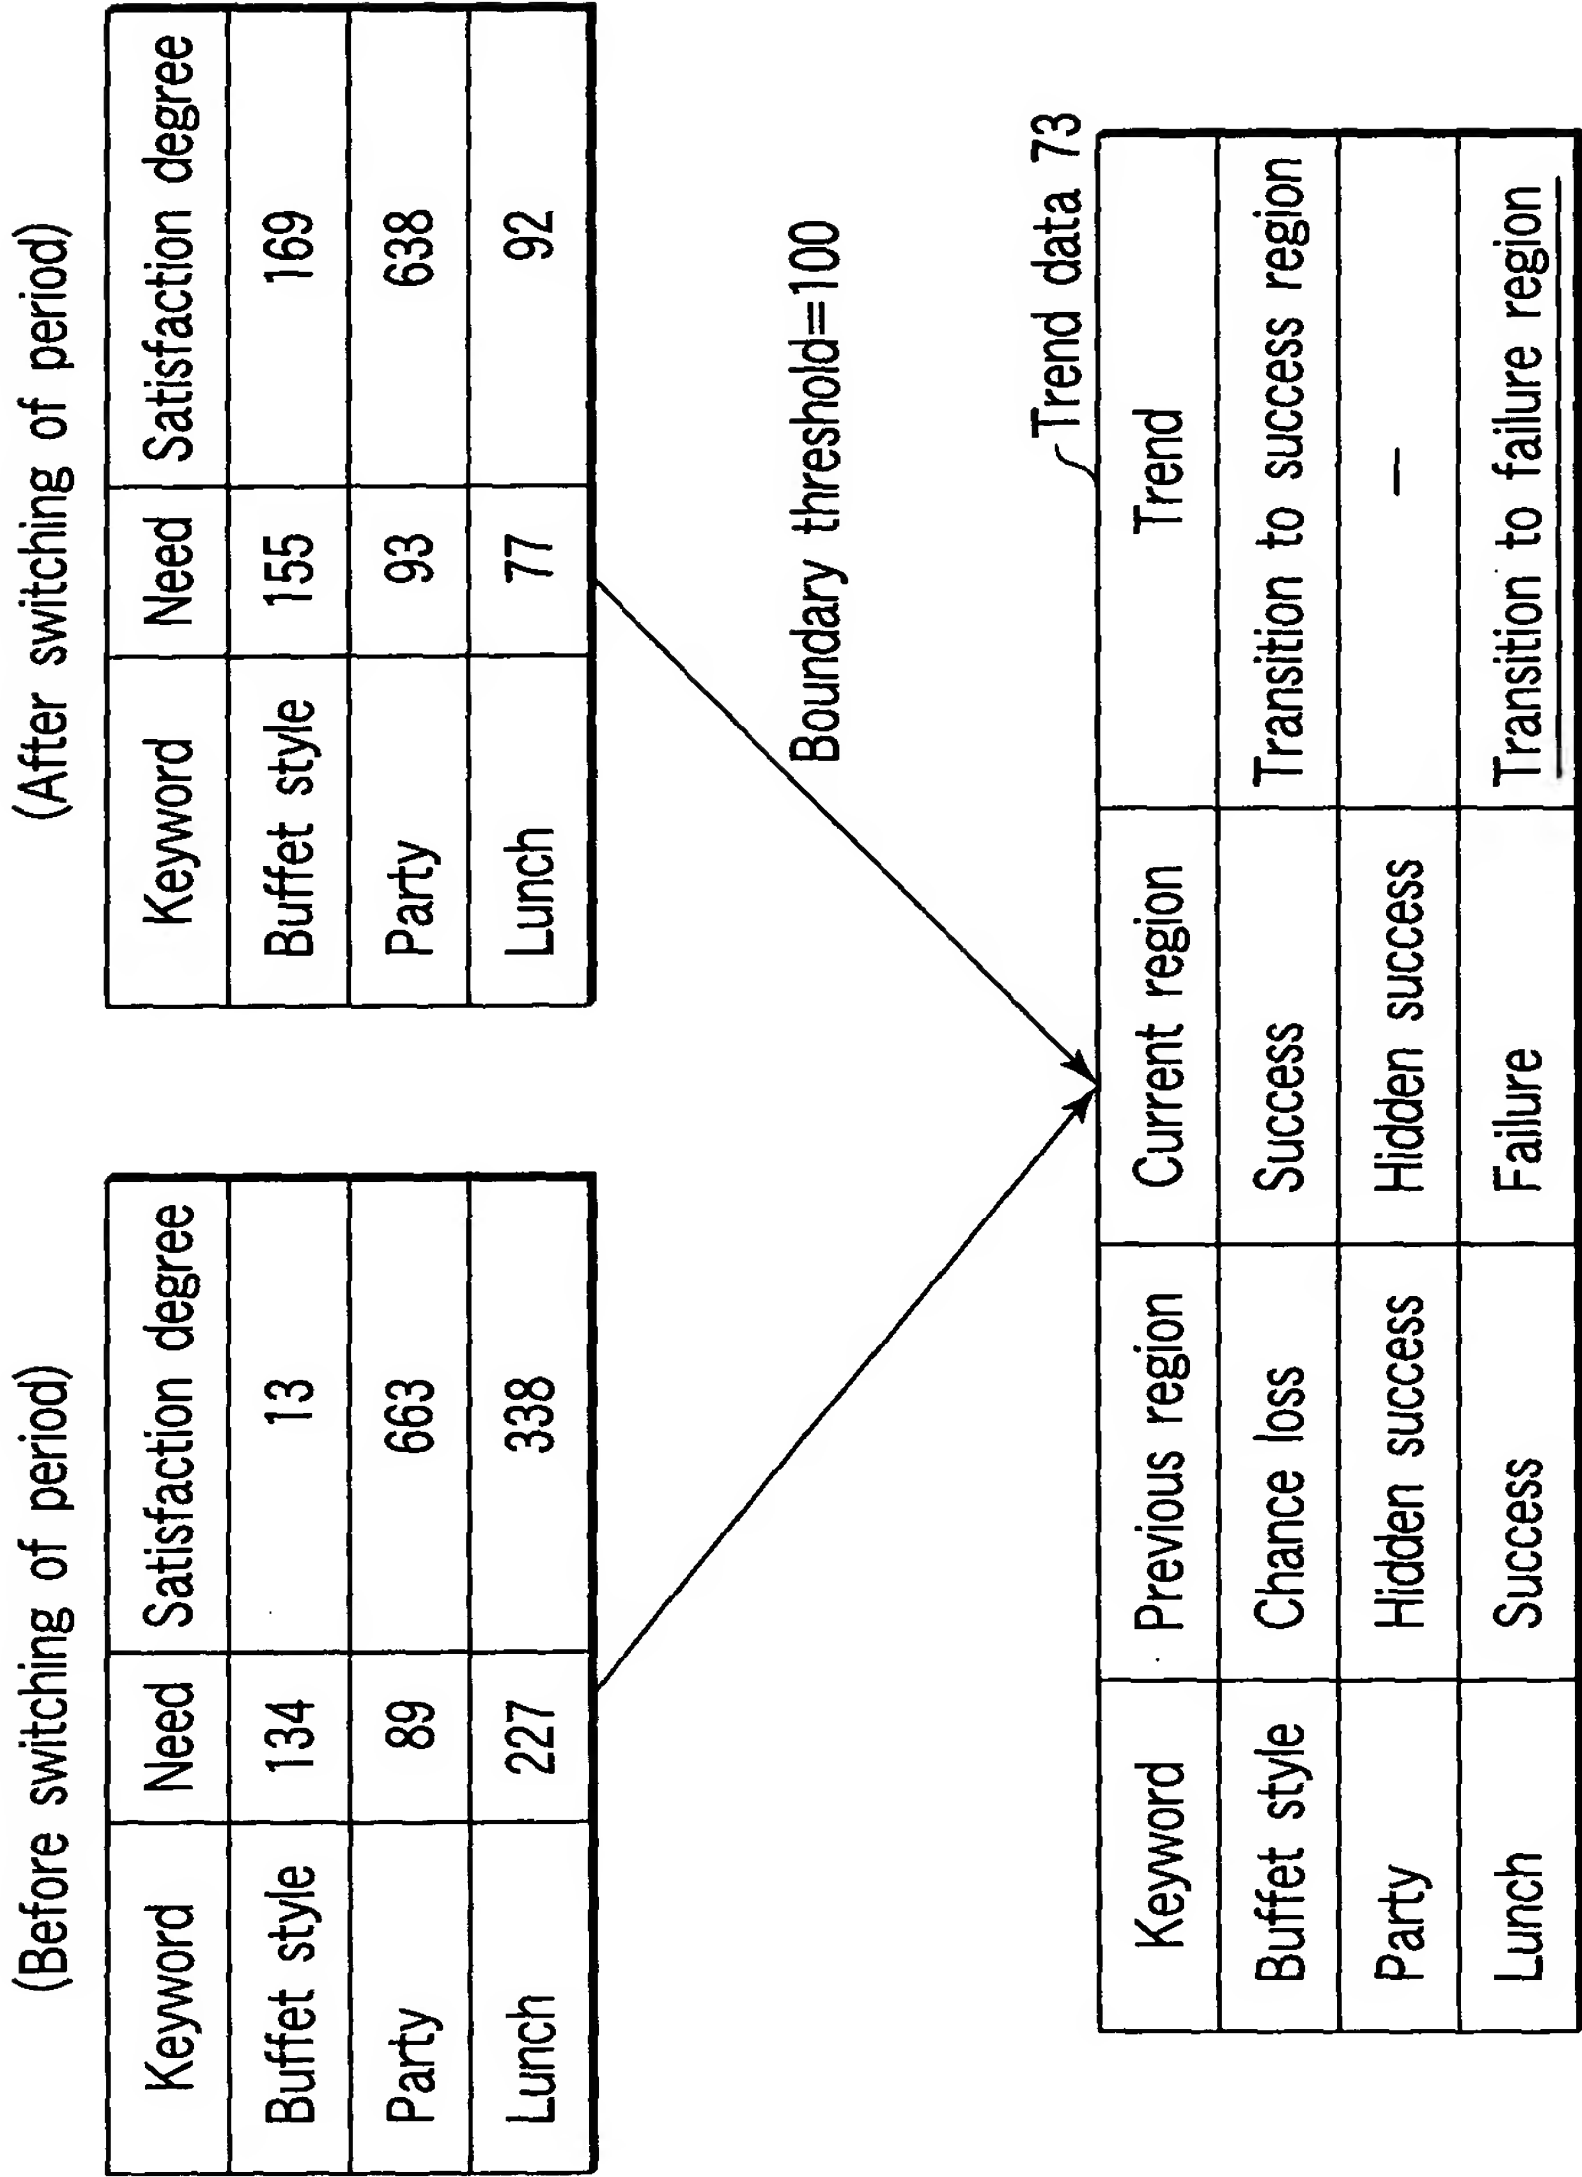 (Before switching of period)
Keyword Need Satisfaction degree
Buffet style 134 13
Party 89 663
Lunch 227 338
(After switching of period)
Keyword Need Satisfaction degree
Buffet style 155 169
Party 93 638
Lunch 77 92
Boundary threshold=100
Trend data 73
Keyword Previous region Current region Trend
Buffet style Chance loss Success Transition to success region
Party Hidden success Hidden success –
Lunch Success Failure Transition to failure region